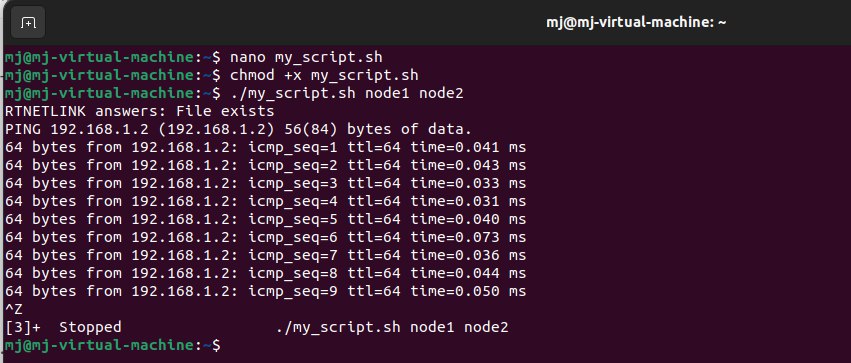 mj@mj-virtual-machine: ~
mj@mj-virtual-machine:~$ nano my_script.sh
mj@mj-virtual-machine:~$ chmod +x my_script.sh
mj@mj-virtual-machine:~$ ./my_script.sh node1 node2
RTNETLINK answers: File exists
PING 192.168.1.2 (192.168.1.2) 56(84) bytes of data.
64 bytes from 192.168.1.2: icmp_seq=1 ttl=64 time=0.041 ms
64 bytes from 192.168.1.2: icmp_seq=2 ttl=64 time=0.043 ms
64 bytes from 192.168.1.2: icmp_seq=3 ttl=64 time=0.033 ms
64 bytes from 192.168.1.2: icmp_seq=4 ttl=64 time=0.031 ms
64 bytes from 192.168.1.2: icmp_seq=5 ttl=64 time=0.040 ms
64 bytes from 192.168.1.2: icmp_seq=6 ttl=64 time=0.073 ms
64 bytes from 192.168.1.2: icmp_seq=7 ttl=64 time=0.036 ms
64 bytes from 192.168.1.2: icmp_seq=8 ttl=64 time=0.044 ms
64 bytes from 192.168.1.2: icmp_seq=9 ttl=64 time=0.050 ms
^Z
[3]+  Stopped                 ./my_script.sh node1 node2
mj@mj-virtual-machine:~$